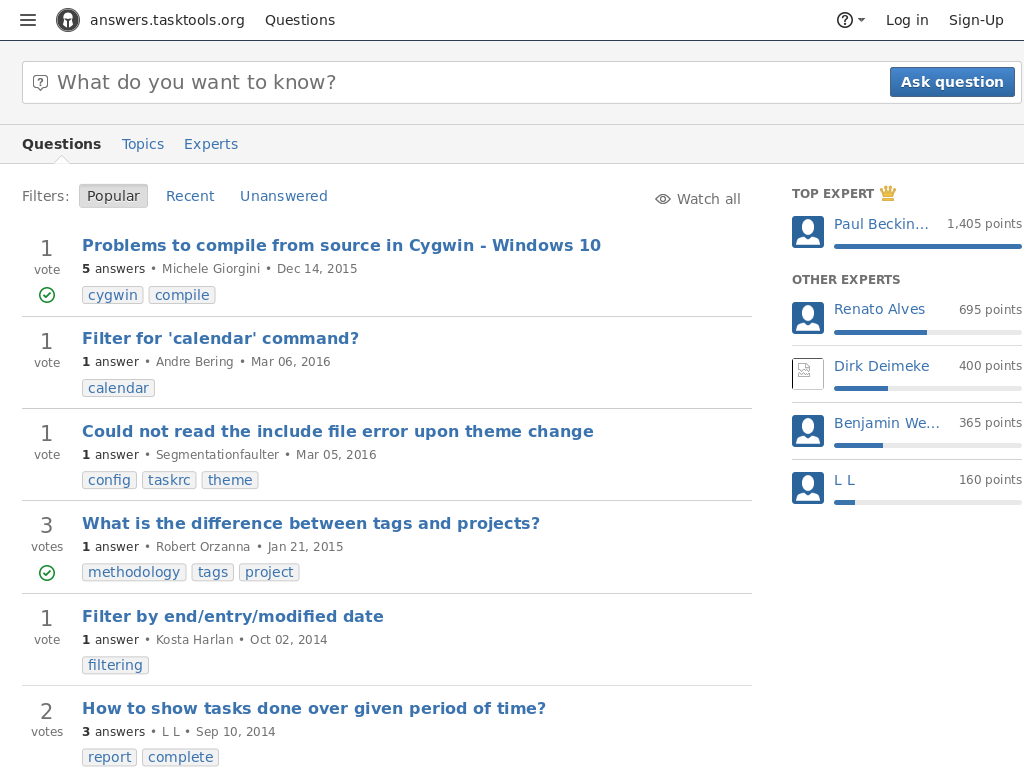 answers.tasktools.org Questions Log in Sign-Up
What do you want to know? Ask question
Questions Topics Experts
Filters: Popular Recent Unanswered Watch all
1 vote
Problems to compile from source in Cygwin - Windows 10
5 answers • Michele Giorgini • Dec 14, 2015
cygwin compile
1 vote
Filter for 'calendar' command?
1 answer • Andre Bering • Mar 06, 2016
calendar
1 vote
Could not read the include file error upon theme change
1 answer • Segmentationfaulter • Mar 05, 2016
config taskrc theme
3 votes
What is the difference between tags and projects?
1 answer • Robert Orzanna • Jan 21, 2015
methodology tags project
1 vote
Filter by end/entry/modified date
1 answer • Kosta Harlan • Oct 02, 2014
filtering
2 votes
How to show tasks done over given period of time?
3 answers • L L • Sep 10, 2014
report complete
TOP EXPERT
Paul Beckin... 1,405 points
OTHER EXPERTS
Renato Alves 695 points
Dirk Deimeke 400 points
Benjamin We... 365 points
L L 160 points